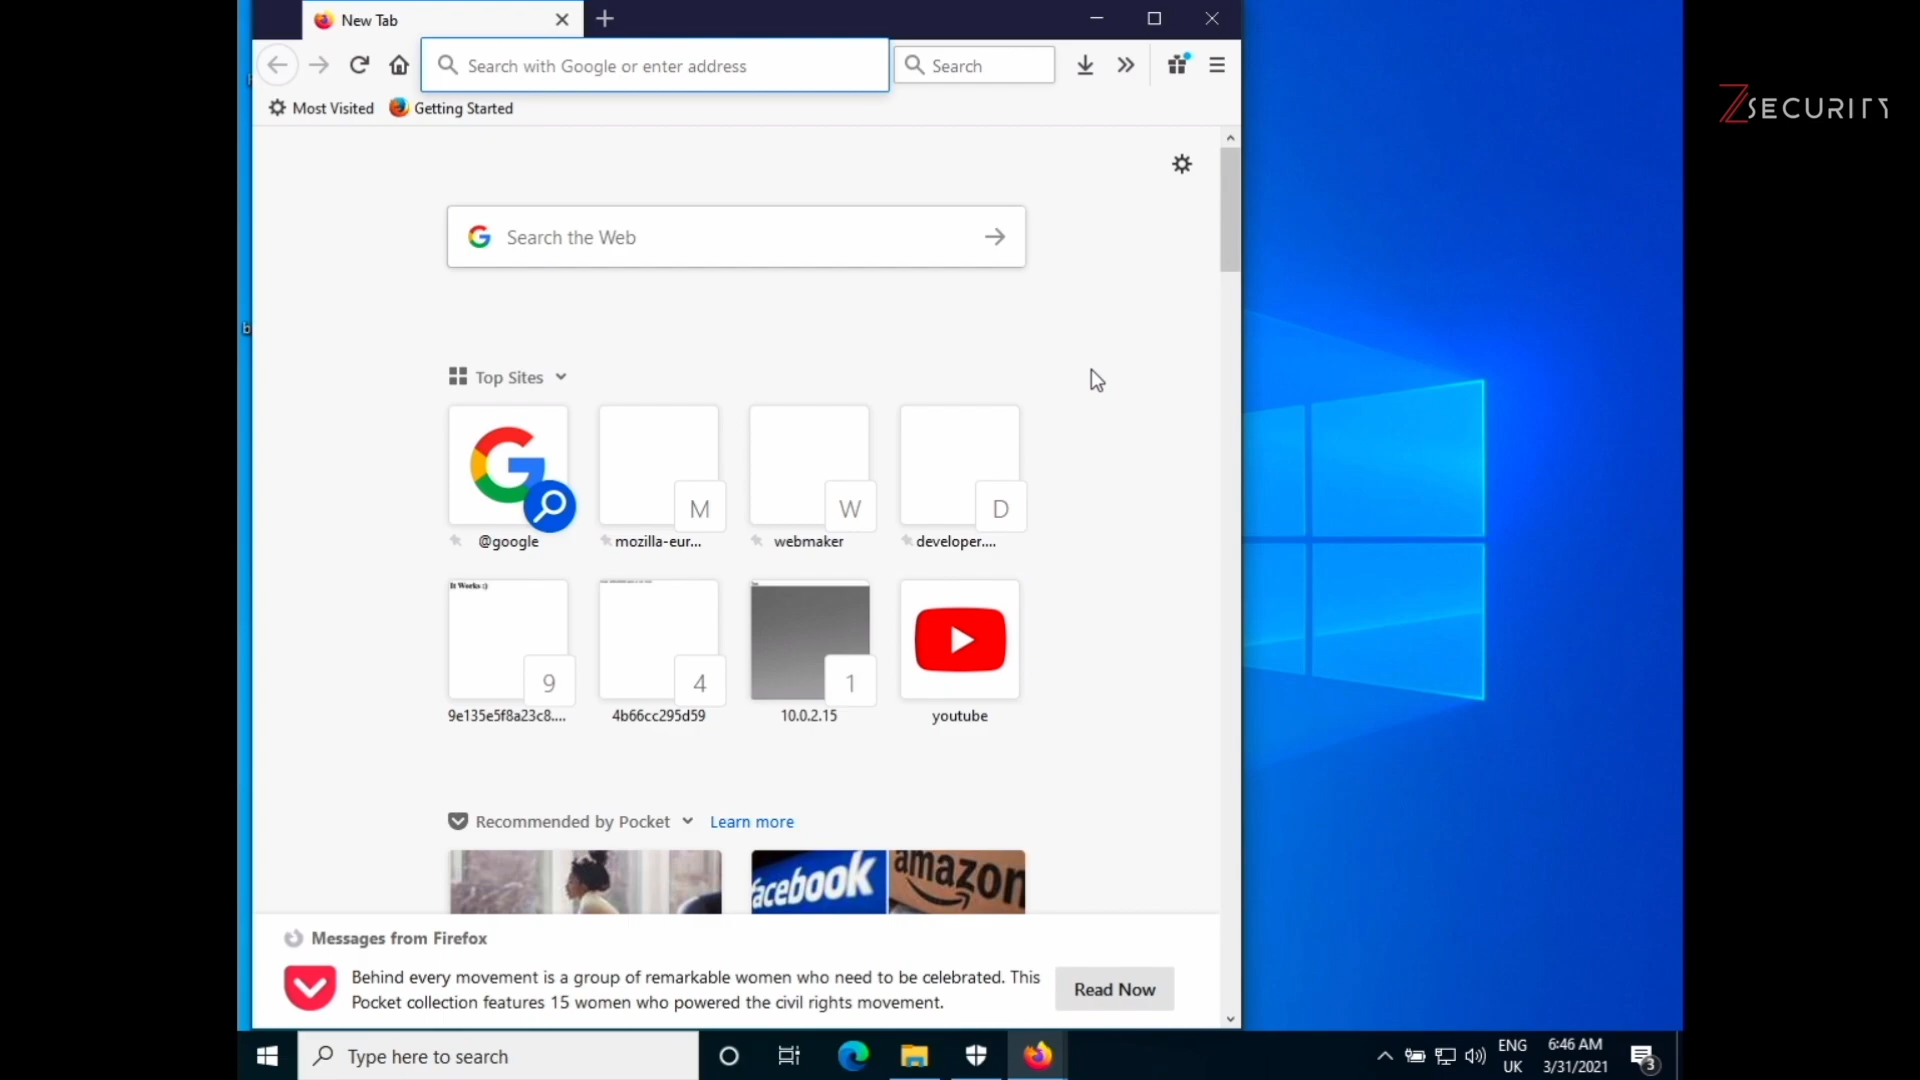 New Tab
Search with Google or enter address
Search
Most Visited
Getting Started
ZSECURITY
Search the Web
Top Sites
M
W
D
@google
mozilla-eur...
webmaker
developer....
It Works :)
9
4
1
9e135e5f8a23c8....
4b66cc295d59
10.0.2.15
youtube
Recommended by Pocket
Learn more
facebook
amazon
Messages from Firefox
Behind every movement is a group of remarkable women who need to be celebrated. This
Pocket collection features 15 women who powered the civil rights movement.
Read Now
Type here to search
ENG
UK
6:46 AM
3/31/2021
3